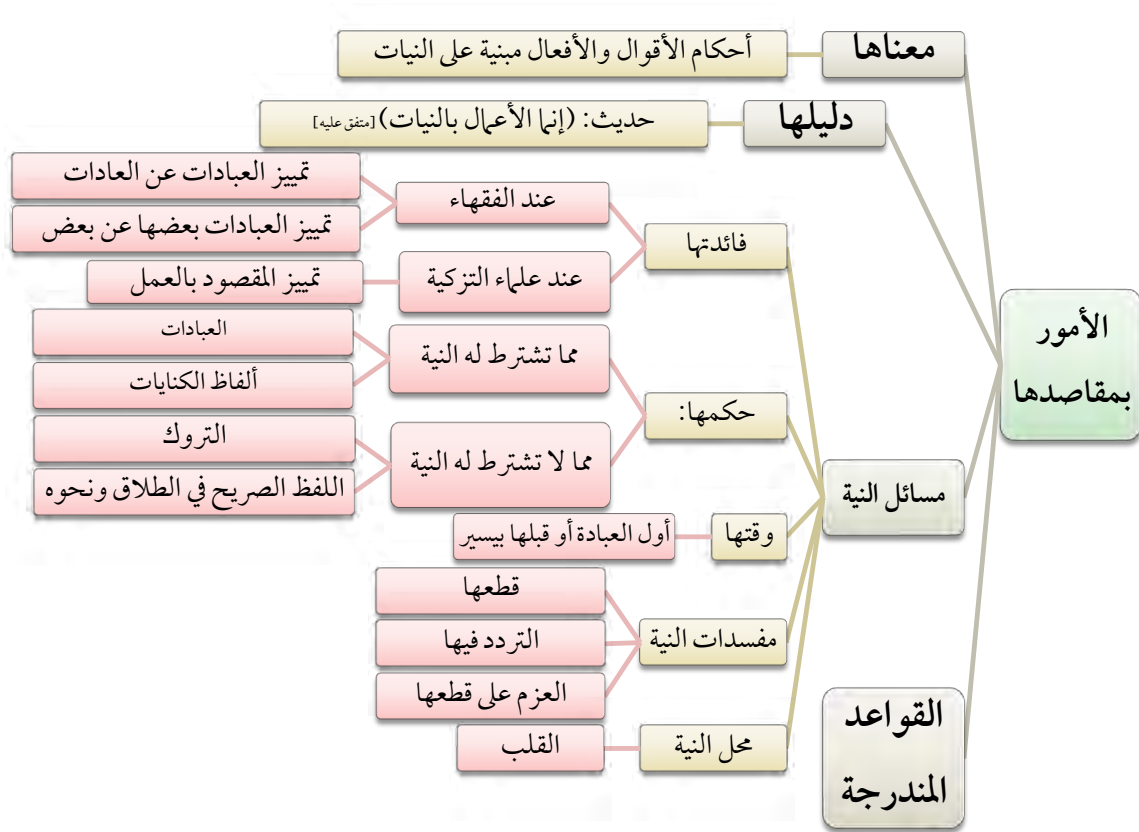 الأمور
بمقاصدها
معناها
أحكام الأقوال والأفعال مبنية على النيات
دليلها
حديث: (إنما الأعمال بالنيات) [متفق عليه]
مسائل النية
فائدتها
عند الفقهاء
تمييز العبادات عن العادات
تمييز العبادات بعضها عن بعض
عند علماء التزكية
تمييز المقصود بالعمل
حكمها:
مما تشترط له النية
العبادات
ألفاظ الكنايات
مما لا تشترط له النية
التروك
اللفظ الصريح في الطلاق ونحوه
وقتها
أول العبادة أو قبلها بيسير
مفسدات النية
قطعها
التردد فيها
العزم على قطعها
محل النية
القلب
القواعد
المندرجة